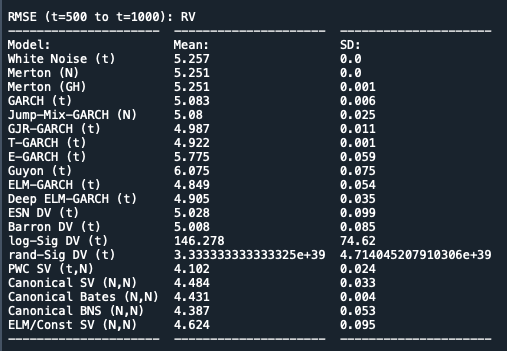 RMSE (t=500 to t=1000): RV
Model: Mean: SD:
White Noise (t) 5.257 0.0
Merton (N) 5.251 0.0
Merton (GH) 5.251 0.001
GARCH (t) 5.083 0.006
Jump-Mix-GARCH (N) 5.08 0.025
GJR-GARCH (t) 4.987 0.011
T-GARCH (t) 4.922 0.001
E-GARCH (t) 5.775 0.059
Guyon (t) 6.075 0.075
ELM-GARCH (t) 4.849 0.054
Deep ELM-GARCH (t) 4.905 0.035
ESN DV (t) 5.028 0.099
Barron DV (t) 5.008 0.085
log-Sig DV (t) 146.278 74.62
rand-Sig DV (t) 3.3333333333333325e+39 4.714045207910306e+39
PWC SV (t,N) 4.102 0.024
Canonical SV (N,N) 4.484 0.033
Canonical Bates (N,N) 4.431 0.004
Canonical BNS (N,N) 4.387 0.053
ELM/Const SV (N,N) 4.624 0.095